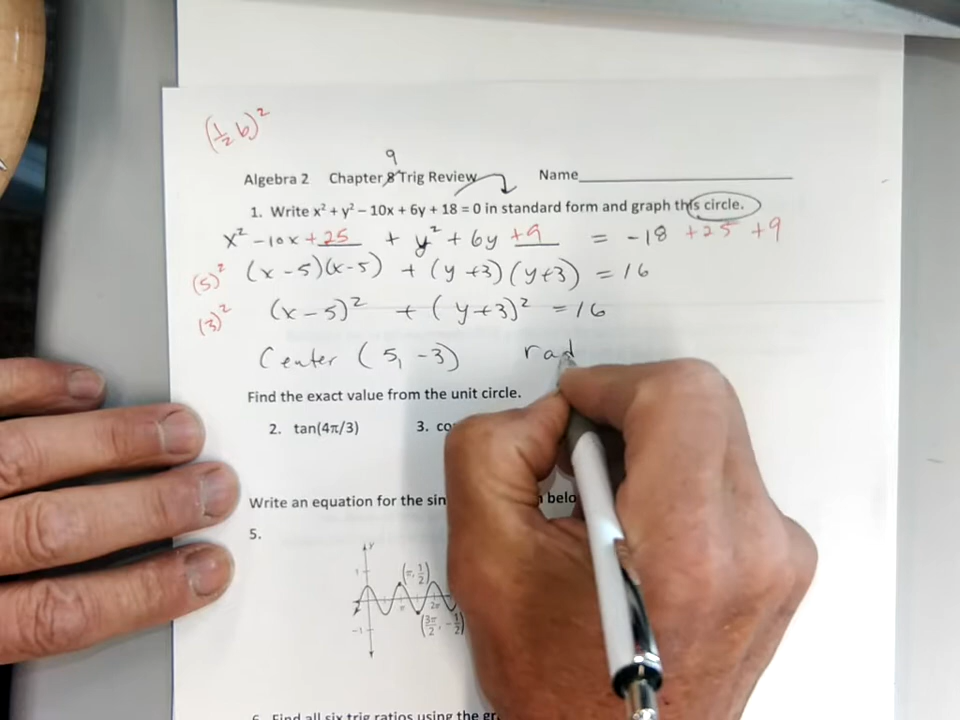 (1/2 b)²
9
Algebra 2 Chapter 8 Trig Review Name
1. Write x² + y² – 10x + 6y + 18 = 0 in standard form and graph this circle.
x² - 10x + 25 + y² + 6y + 9 = -18 + 25 + 9
(5)² (x - 5)(x - 5) + (y + 3)(y + 3) = 16
(3)² (x - 5)² + (y + 3)² = 16
Center (5, -3) rad
Find the exact value from the unit circle.
2. tan(4π/3) 3.
Write an equation for the
5.
y
1
(π, 1/2)
π 2π
-1
(3π/2, -1/2)
6. Find all six trig ratios using the